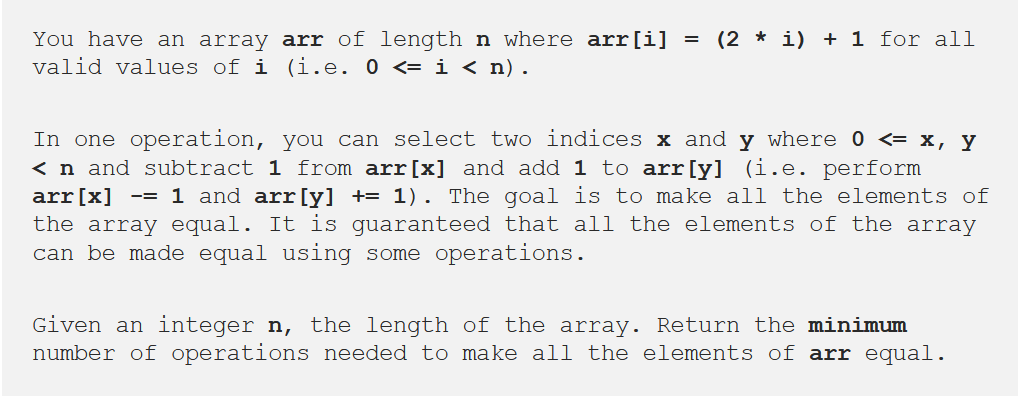 You have an array arr of length n where arr[i] = (2 * i) + 1 for all
valid values of i (i.e. 0 <= i < n).
In one operation, you can select two indices x and y where 0 <= x, y
< n and subtract 1 from arr[x] and add 1 to arr[y] (i.e. perform
arr[x] -= 1 and arr[y] += 1). The goal is to make all the elements of
the array equal. It is guaranteed that all the elements of the array
can be made equal using some operations.
Given an integer n, the length of the array. Return the minimum
number of operations needed to make all the elements of arr equal.